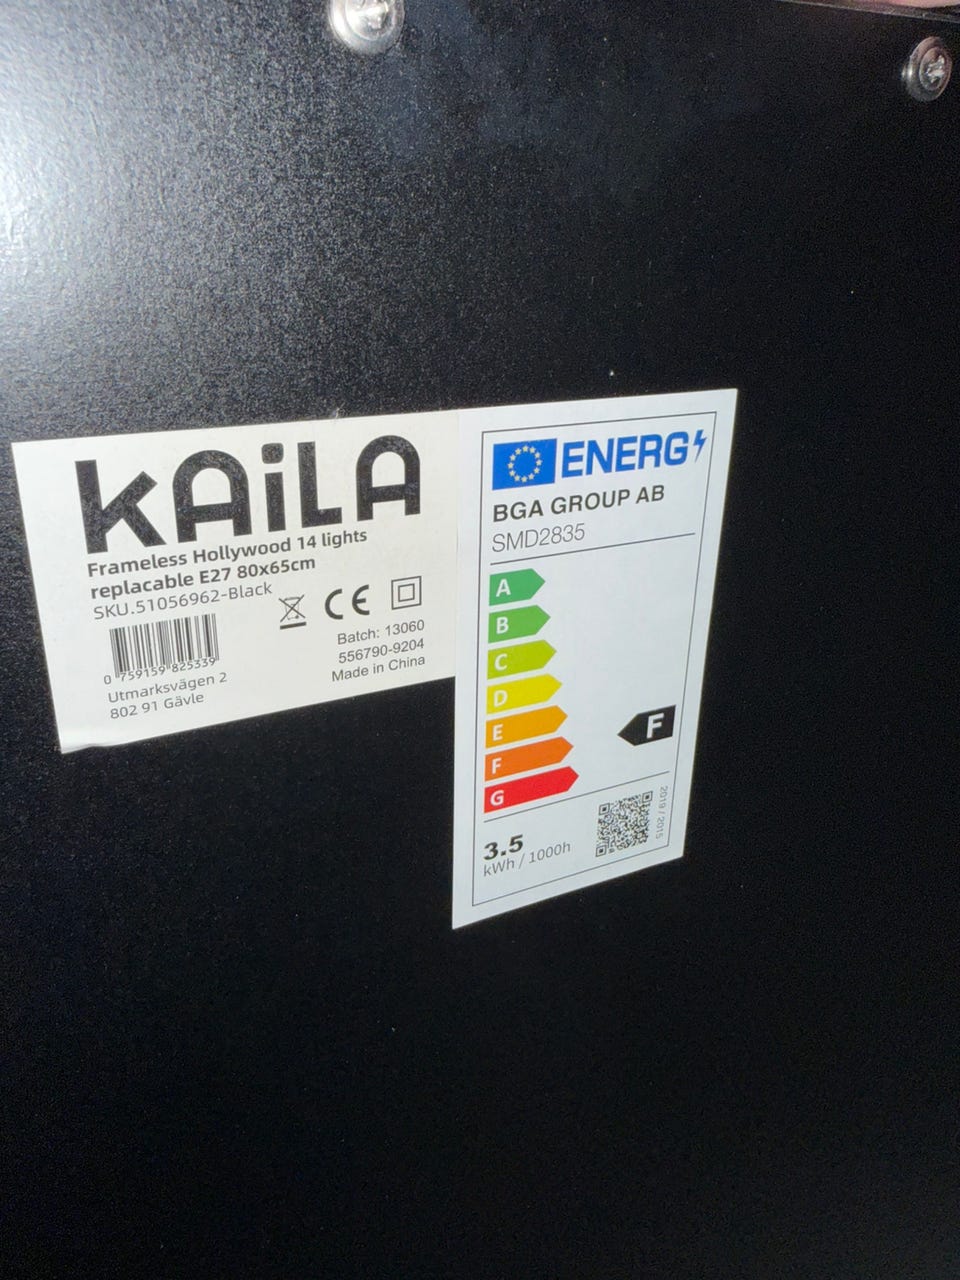 KAiLA
Frameless Hollywood 14 lights
replacable E27 80x65cm
SKU.51056962-Black
CE
0 759159 825339
Batch: 13060
556790-9204
Made in China
Utmarksvägen 2
802 91 Gävle
ENERG
BGA GROUP AB
SMD2835
A
B
C
D
E
F
G
F
3.5
kWh / 1000h
2019 / 2015